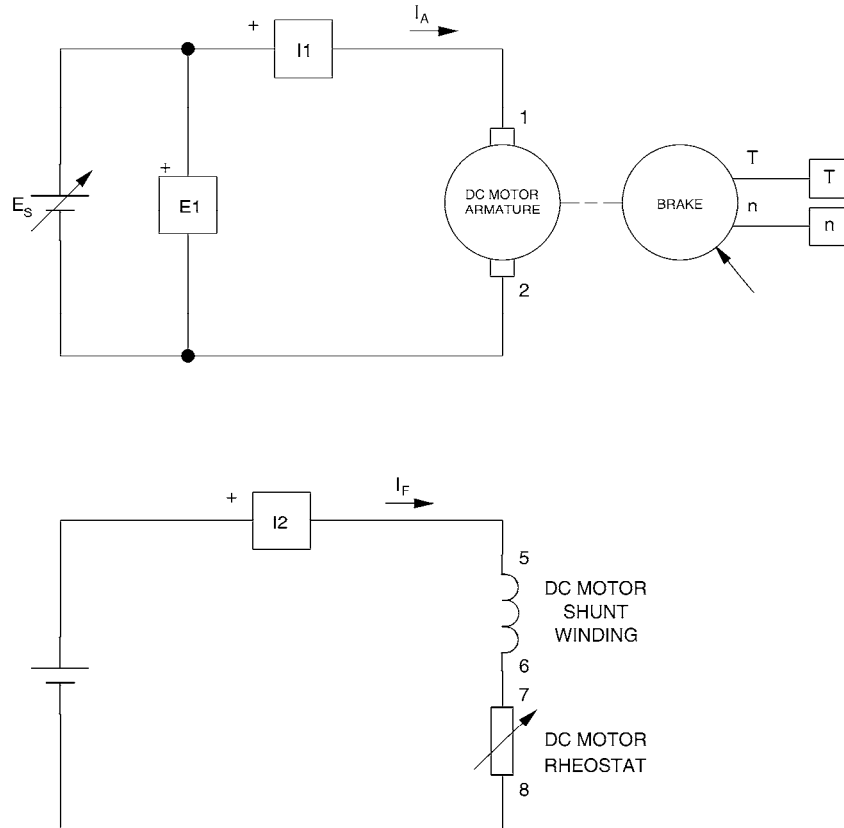 I_A
+
I1
1
+
E_S
E1
DC MOTOR
ARMATURE
BRAKE
T
T
n
n
2
I_F
+
I2
5
DC MOTOR
SHUNT
WINDING
6
7
DC MOTOR
RHEOSTAT
8